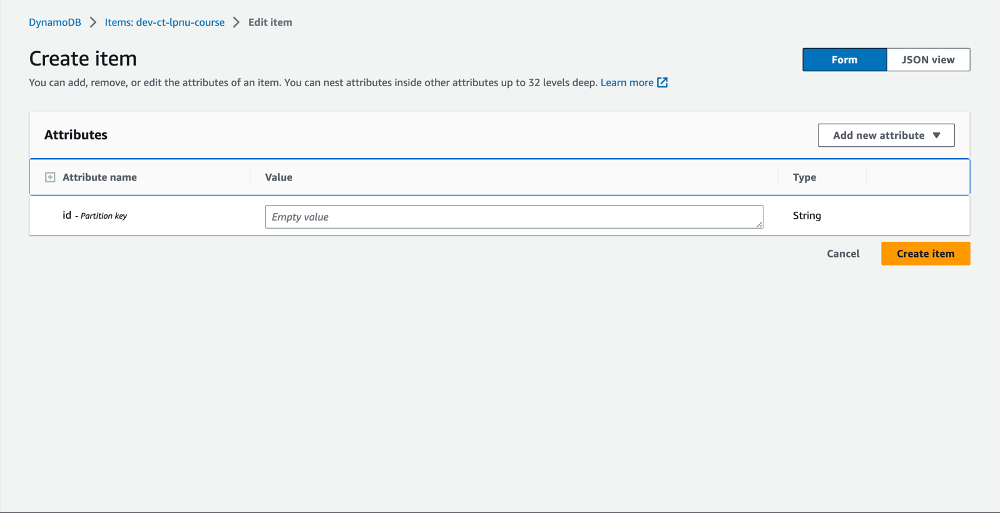 DynamoDB > Items: dev-ct-lpnu-course > Edit item
Create item
Form JSON view
You can add, remove, or edit the attributes of an item. You can nest attributes inside other attributes up to 32 levels deep. Learn more
Attributes
Add new attribute ▼
Attribute name Value Type
id - Partition key Empty value String
Cancel Create item